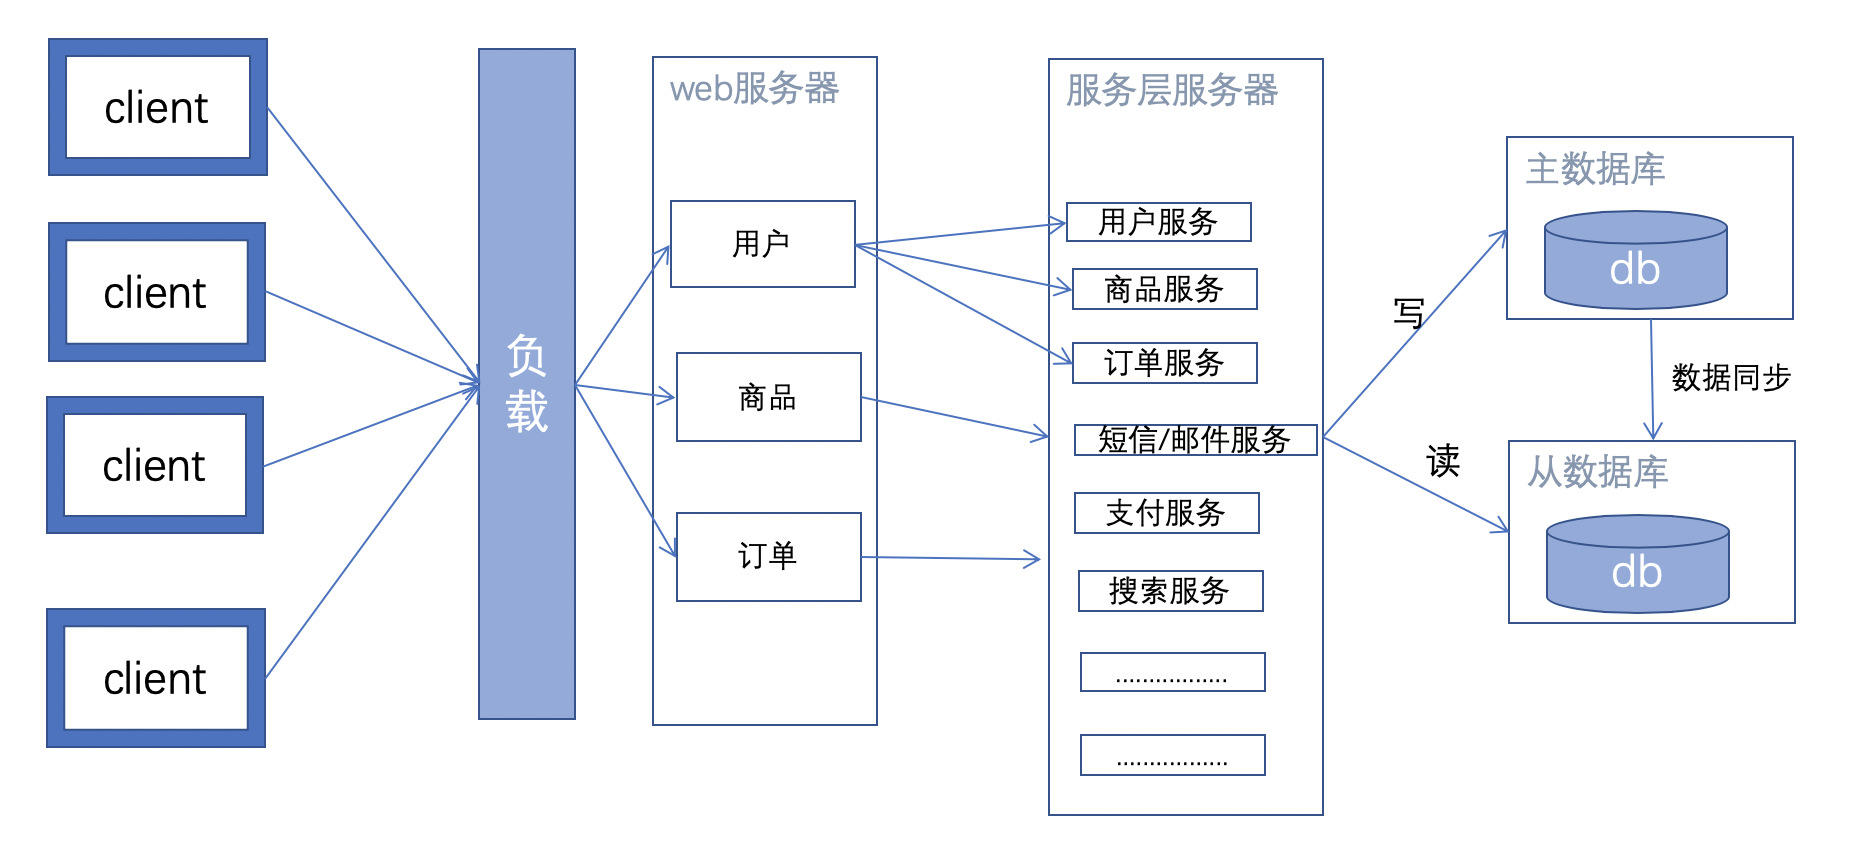 client
client
client
client
负
载
web服务器
用户
商品
订单
服务层服务器
用户服务
商品服务
订单服务
短信/邮件服务
支付服务
搜索服务
.................
.................
写
读
主数据库
db
数据同步
从数据库
db